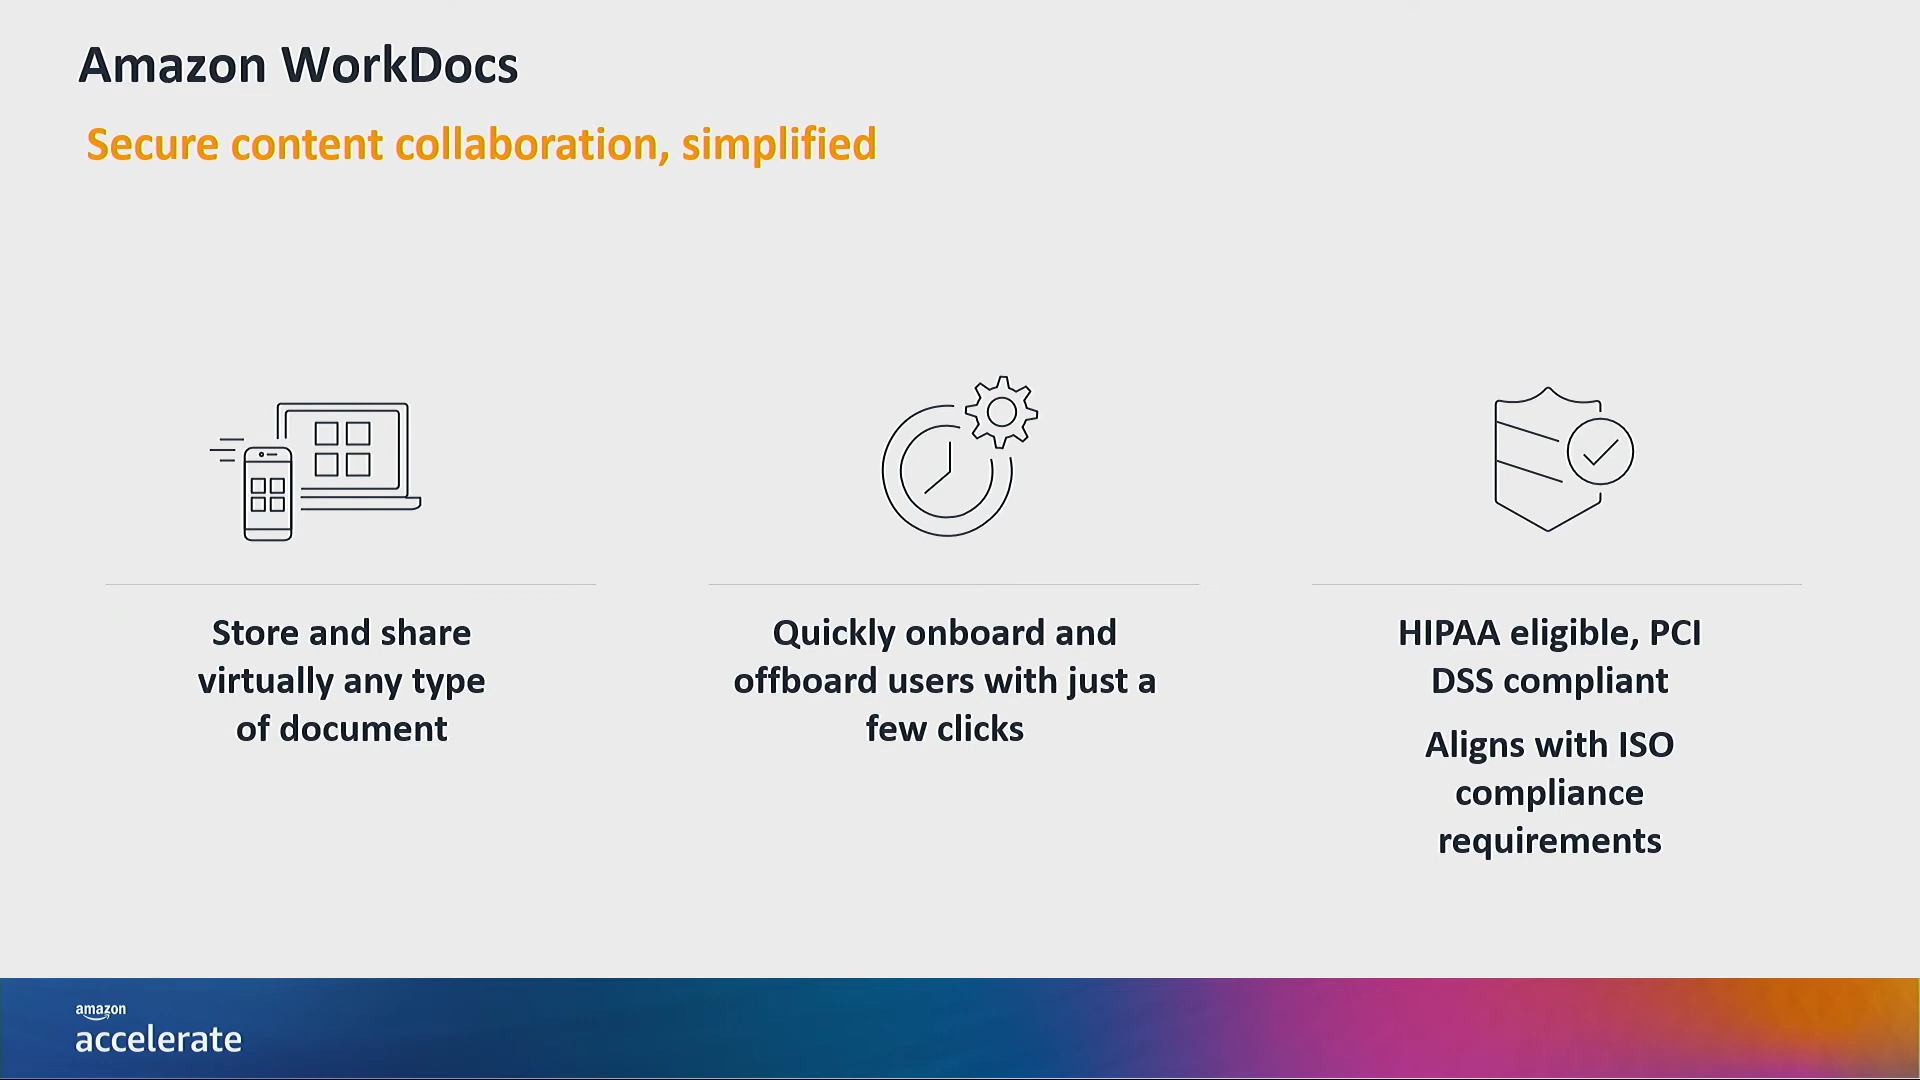 Amazon WorkDocs
Secure content collaboration, simplified
Store and share
virtually any type
of document
Quickly onboard and
offboard users with just a
few clicks
HIPAA eligible, PCI
DSS compliant
Aligns with ISO
compliance
requirements
amazon
accelerate